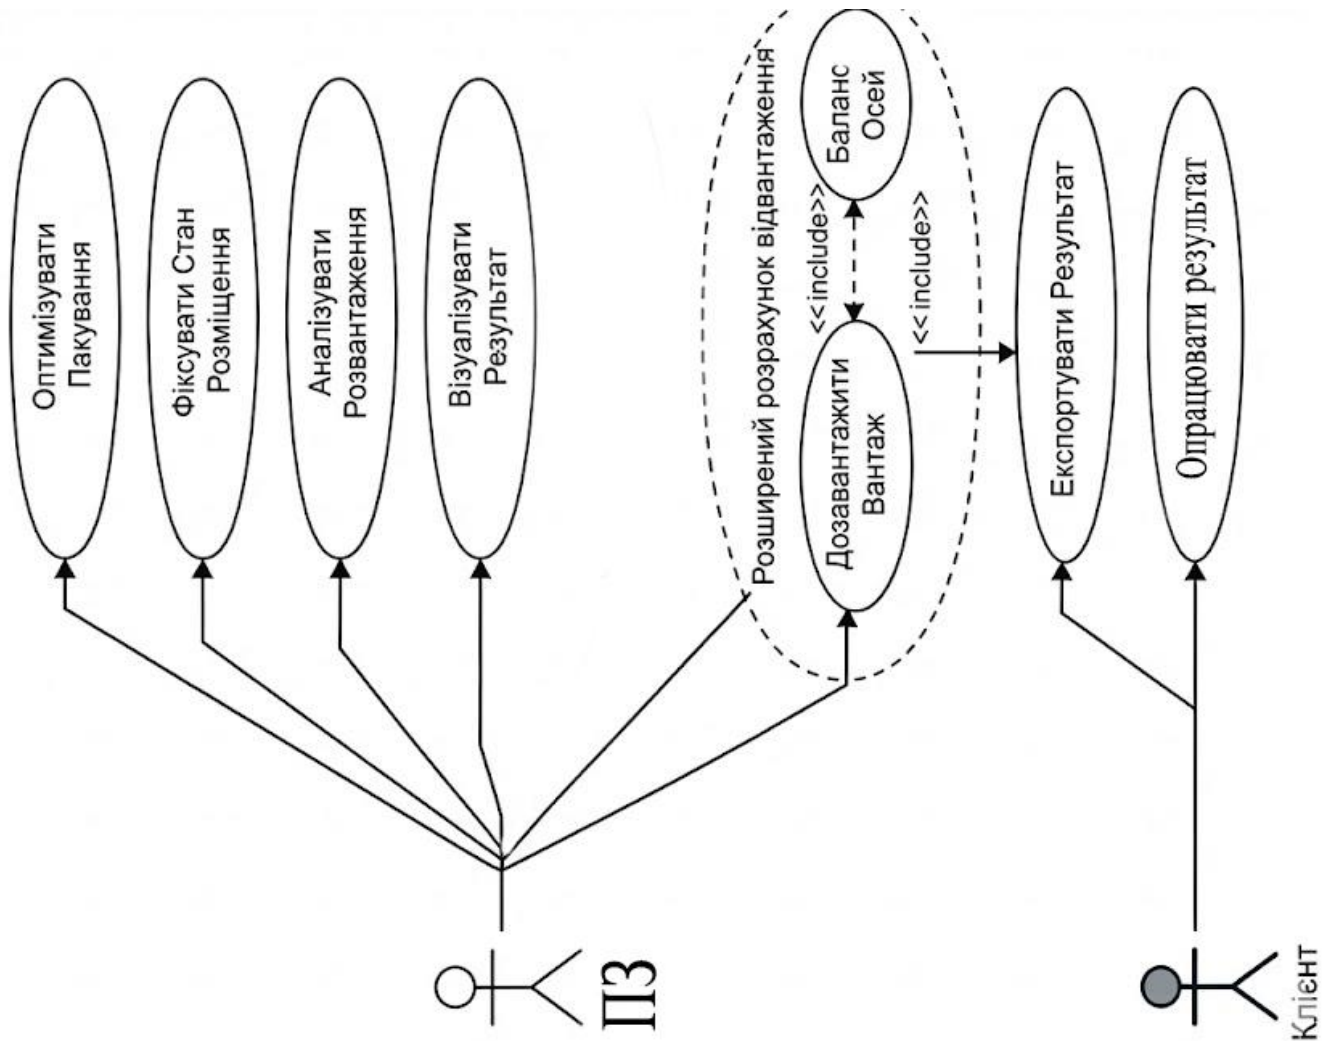 Оптимізувати
Пакування
Фіксувати Стан
Розміщення
Аналізувати
Розвантаження
Візуалізувати
Результат
Розширений розрахунок відвантаження
<<include>>
Баланс
Осей
Дозавантажити
Вантаж
<<include>>
Експортувати Результат
Опрацювати результат
ПЗ
Клієнт